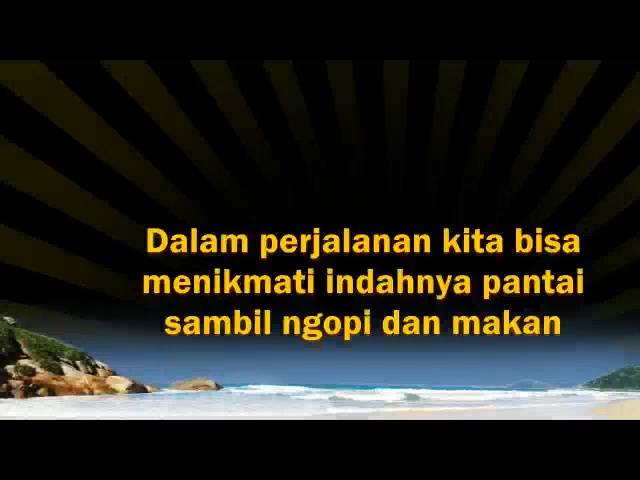 Dalam perjalanan kita bisa
menikmati indahnya pantai
sambil ngopi dan makan